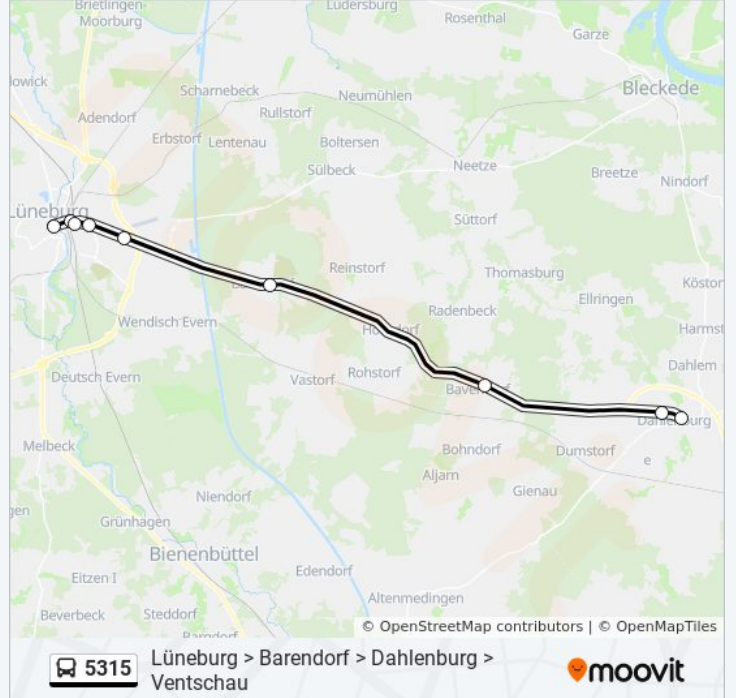 Brietlingen-
Moorburg
Ludersburg
Rosenthal
Garze
Bleckede
Scharnebeck
Neumühlen
Rullstorf
Adendorf
Erbstorf
Lentenau
Boltersen
Sülbeck
Neetze
Breetze
Nindorf
Lüneburg
Süttorf
Reinstorf
Thomasburg
Ellringen
Radenbeck
Wendisch Evern
Dahlem
Vastorf
Rohstorf
Deutsch Evern
Dahlenburg
Melbeck
Bohndorf
Dumstorf
e
Aljarn
Gienau
Niendorf
Grünhagen
Bienenbüttel
Edendorf
Eitzen I
Altenmedingen
Beverbeck
Steddorf
© OpenStreetMap contributors | © OpenMapTiles
5315
Lüneburg > Barendorf > Dahlenburg >
Ventschau
moovit